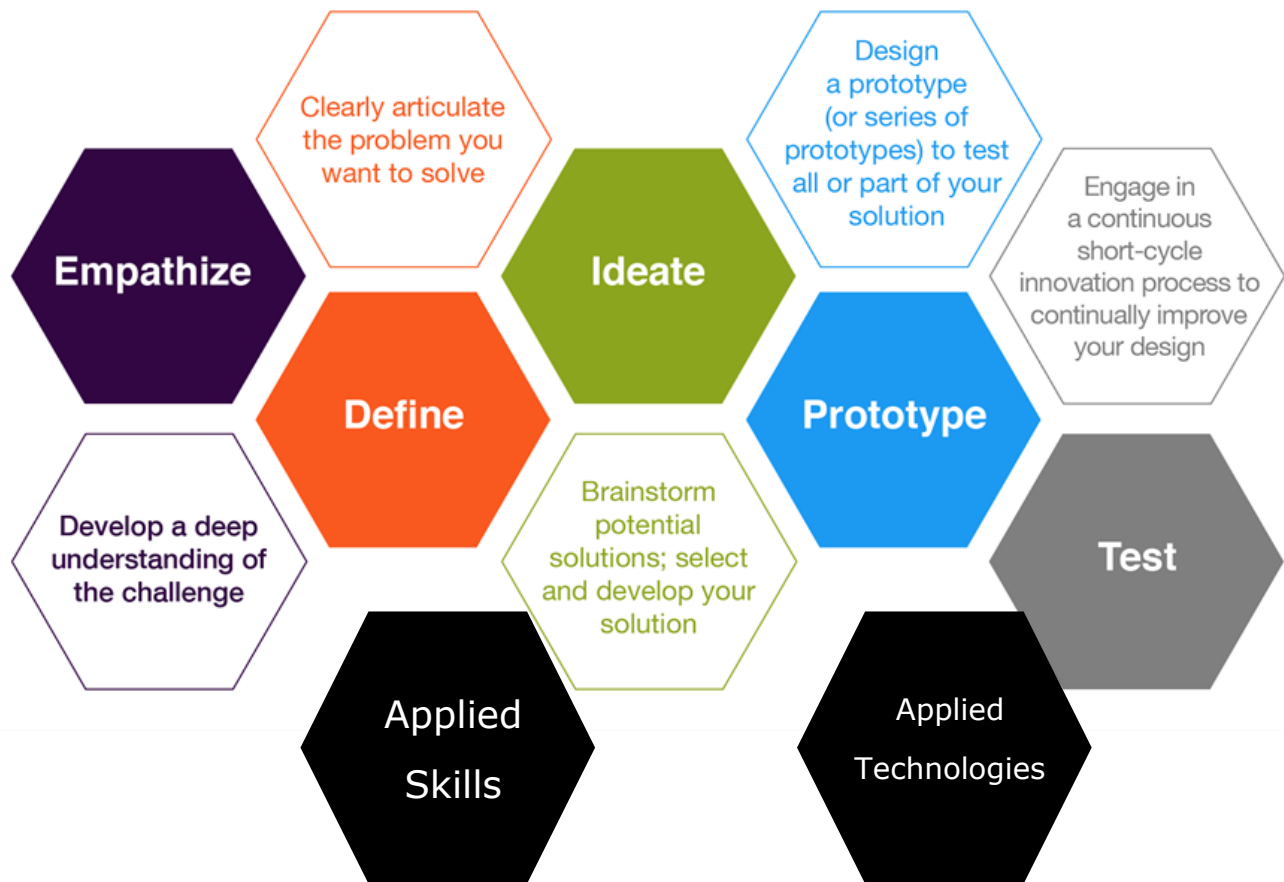 Empathize
Develop a deep
understanding of
the challenge
Clearly articulate
the problem you
want to solve
Define
Ideate
Brainstorm
potential
solutions; select
and develop your
solution
Design
a prototype
(or series of
prototypes) to test
all or part of your
solution
Prototype
Engage in
a continuous
short-cycle
innovation process to
continually improve
your design
Test
Applied
Skills
Applied
Technologies